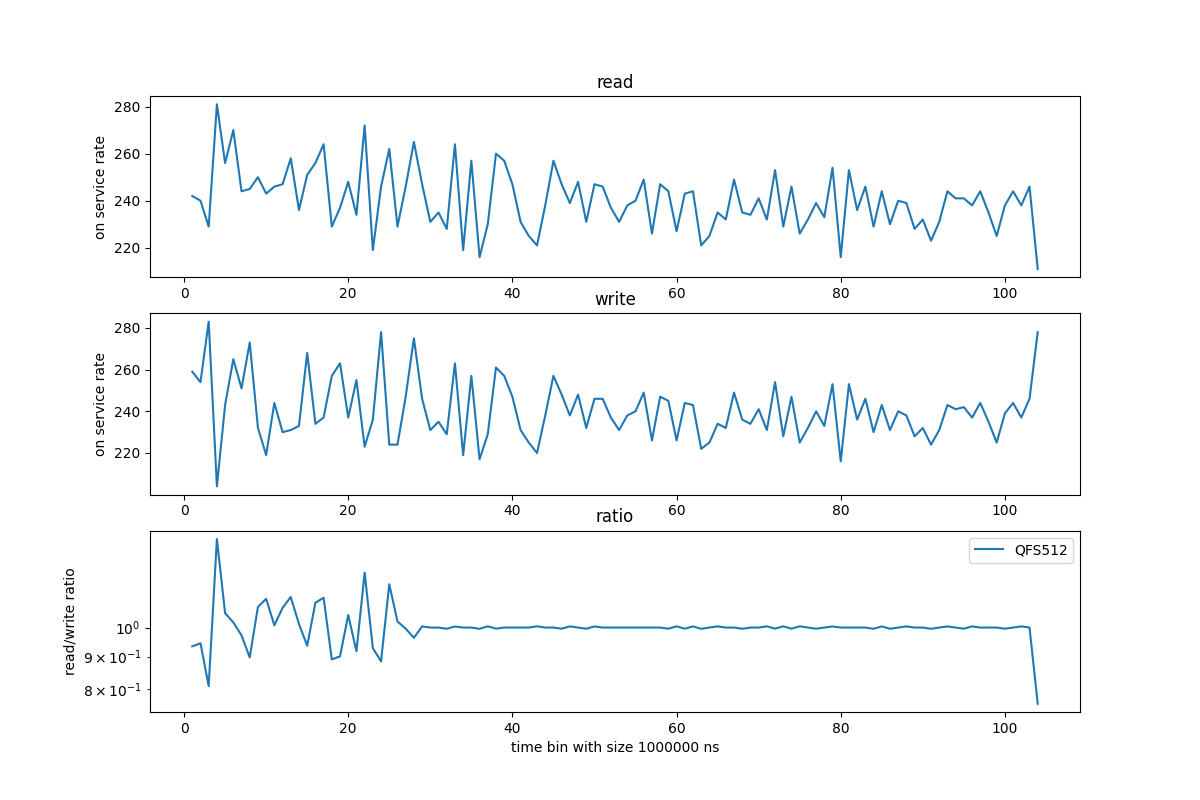 read
on service rate
280
260
240
220
0 20 40 60 80 100
write
on service rate
280
260
240
220
0 20 40 60 80 100
ratio
read/write ratio
QFS512
10⁰
9 × 10⁻¹
8 × 10⁻¹
0 20 40 60 80 100
time bin with size 1000000 ns